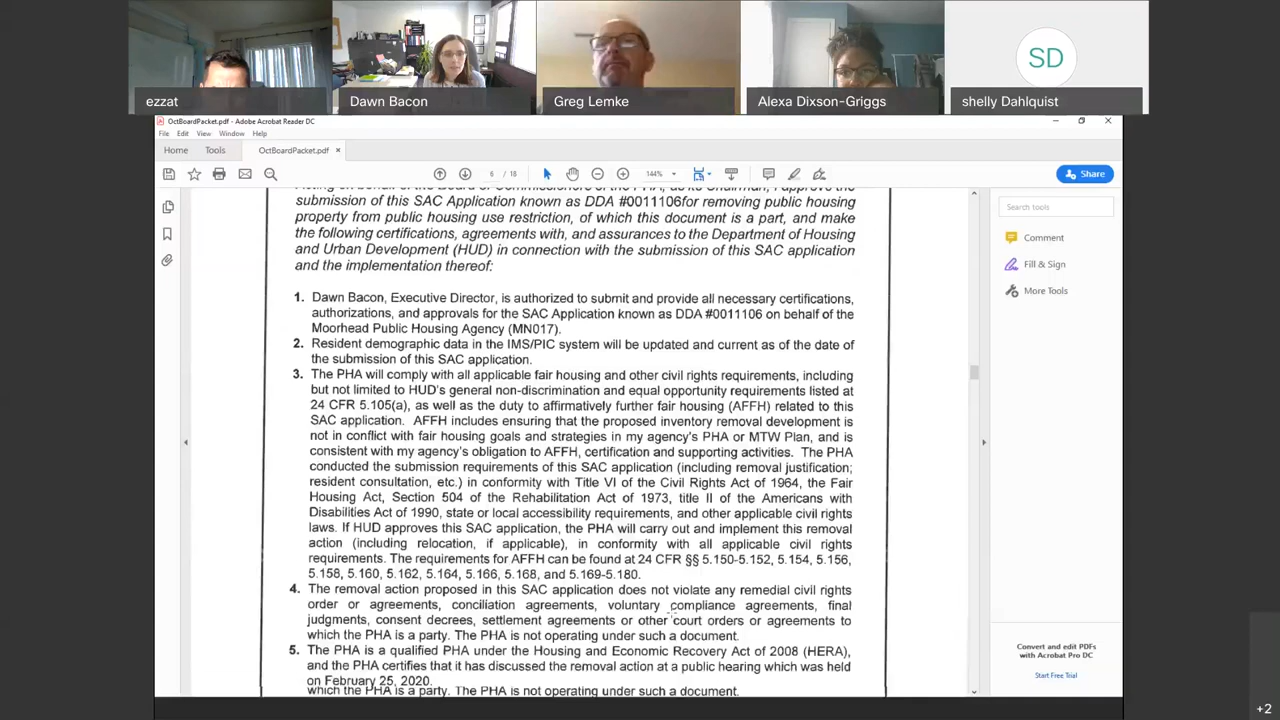 ezzat
Dawn Bacon
Greg Lemke
Alexa Dixson-Griggs
SD
shelly Dahlquist
OctBoardPacket.pdf - Adobe Acrobat Reader DC
File Edit View Window Help
Home Tools OctBoardPacket.pdf ×
6 / 18 144% Share
Search tools
Comment
Fill & Sign
More Tools
Acting on behalf of the Board of Commissioners of the PHA, as its Chairman, I approve the
submission of this SAC Application known as DDA #0011106for removing public housing
property from public housing use restriction, of which this document is a part, and make
the following certifications, agreements with, and assurances to the Department of Housing
and Urban Development (HUD) in connection with the submission of this SAC application
and the implementation thereof:
1. Dawn Bacon, Executive Director, is authorized to submit and provide all necessary certifications,
authorizations, and approvals for the SAC Application known as DDA #0011106 on behalf of the
Moorhead Public Housing Agency (MN017).
2. Resident demographic data in the IMS/PIC system will be updated and current as of the date of
the submission of this SAC application.
3. The PHA will comply with all applicable fair housing and other civil rights requirements, including
but not limited to HUD's general non-discrimination and equal opportunity requirements listed at
24 CFR 5.105(a), as well as the duty to affirmatively further fair housing (AFFH) related to this
SAC application. AFFH includes ensuring that the proposed inventory removal development is
not in conflict with fair housing goals and strategies in my agency's PHA or MTW Plan, and is
consistent with my agency's obligation to AFFH, certification and supporting activities. The PHA
conducted the submission requirements of this SAC application (including removal justification;
resident consultation, etc.) in conformity with Title VI of the Civil Rights Act of 1964, the Fair
Housing Act, Section 504 of the Rehabilitation Act of 1973, title II of the Americans with
Disabilities Act of 1990, state or local accessibility requirements, and other applicable civil rights
laws. If HUD approves this SAC application, the PHA will carry out and implement this removal
action (including relocation, if applicable), in conformity with all applicable civil rights
requirements. The requirements for AFFH can be found at 24 CFR §§ 5.150-5.152, 5.154, 5.156,
5.158, 5.160, 5.162, 5.164, 5.166, 5.168, and 5.169-5.180.
4. The removal action proposed in this SAC application does not violate any remedial civil rights
order or agreements, conciliation agreements, voluntary compliance agreements, final
judgments, consent decrees, settlement agreements or other court orders or agreements to
which the PHA is a party. The PHA is not operating under such a document.
5. The PHA is a qualified PHA under the Housing and Economic Recovery Act of 2008 (HERA),
and the PHA certifies that it has discussed the removal action at a public hearing which was held
on February 25, 2020.
which the PHA is a party. The PHA is not operating under such a document.
Convert and edit PDFs
with Acrobat Pro DC
Start Free Trial
+2